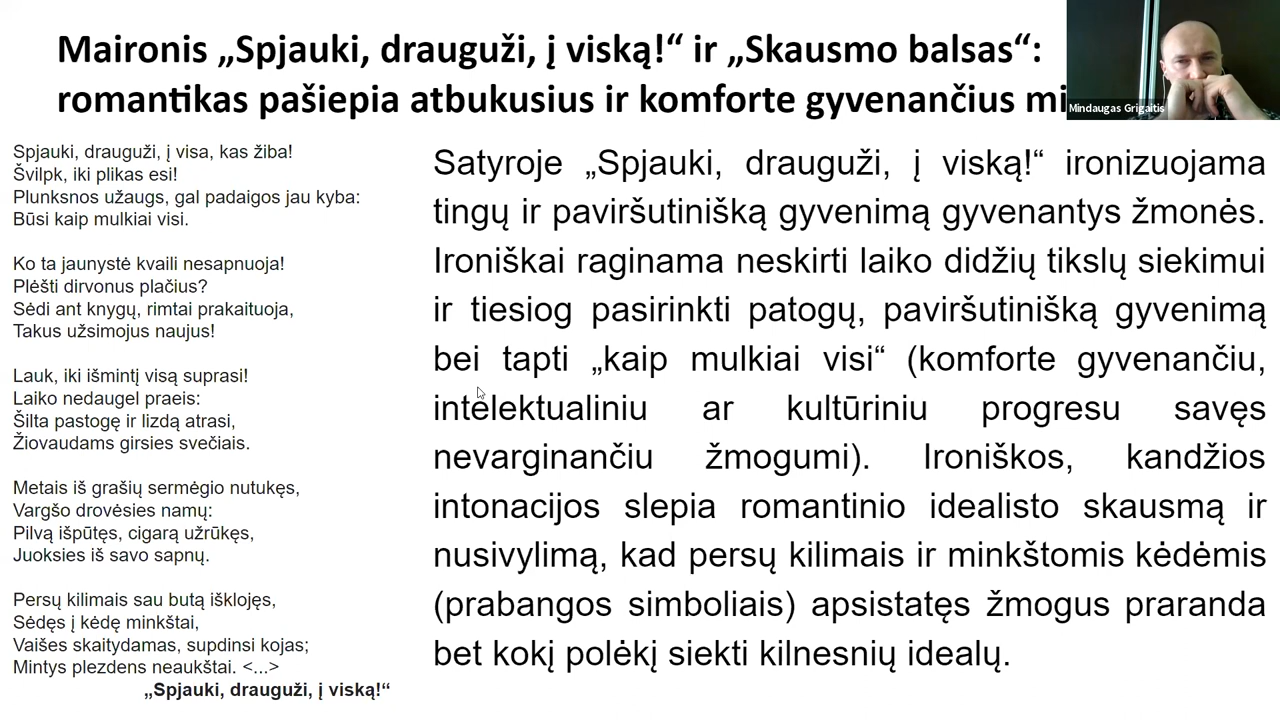 Maironis „Spjauki, drauguži, į viską!“ ir „Skausmo balsas“:
romantikas pašiepia atbukusius ir komforte gyvenančius mi
Mindaugas Grigaitis
Spjauki, drauguži, į visa, kas žiba!
Švilpk, iki plikas esi!
Plunksnos užaugs, gal padaigos jau kyba:
Būsi kaip mulkiai visi.
Ko ta jaunystė kvaili nesapnuoja!
Plėšti dirvonus plačius?
Sėdi ant knygų, rimtai prakaituoja,
Takus užsimojus naujus!
Lauk, iki išmintį visą suprasi!
Laiko nedaugel praeis:
Šilta pastogę ir lizdą atrasi,
Žiovaudams girsies svečiais.
Metais iš grašių sermėgio nutukęs,
Vargšo drovėsies namų:
Pilvą išpūtęs, cigarą užrūkęs,
Juoksies iš savo sapnų.
Persų kilimais sau butą išklojęs,
Sėdęs į kėdę minkštai,
Vaišes skaitydamas, supdinsi kojas;
Mintys plezdens neaukštai. <...>
„Spjauki, drauguži, į viską!“
Satyroje „Spjauki, drauguži, į viską!“ ironizuojama
tingų ir paviršutinišką gyvenimą gyvenantys žmonės.
Ironiškai raginama neskirti laiko didžių tikslų siekimui
ir tiesiog pasirinkti patogų, paviršutinišką gyvenimą
bei tapti „kaip mulkiai visi“ (komforte gyvenančiu,
intelektualiniu ar kultūriniu progresu savęs
nevarginančiu žmogumi). Ironiškos, kandžios
intonacijos slepia romantinio idealisto skausmą ir
nusivylimą, kad persų kilimais ir minkštomis kėdėmis
(prabangos simboliais) apsistatęs žmogus praranda
bet kokį polėkį siekti kilnesnių idealų.